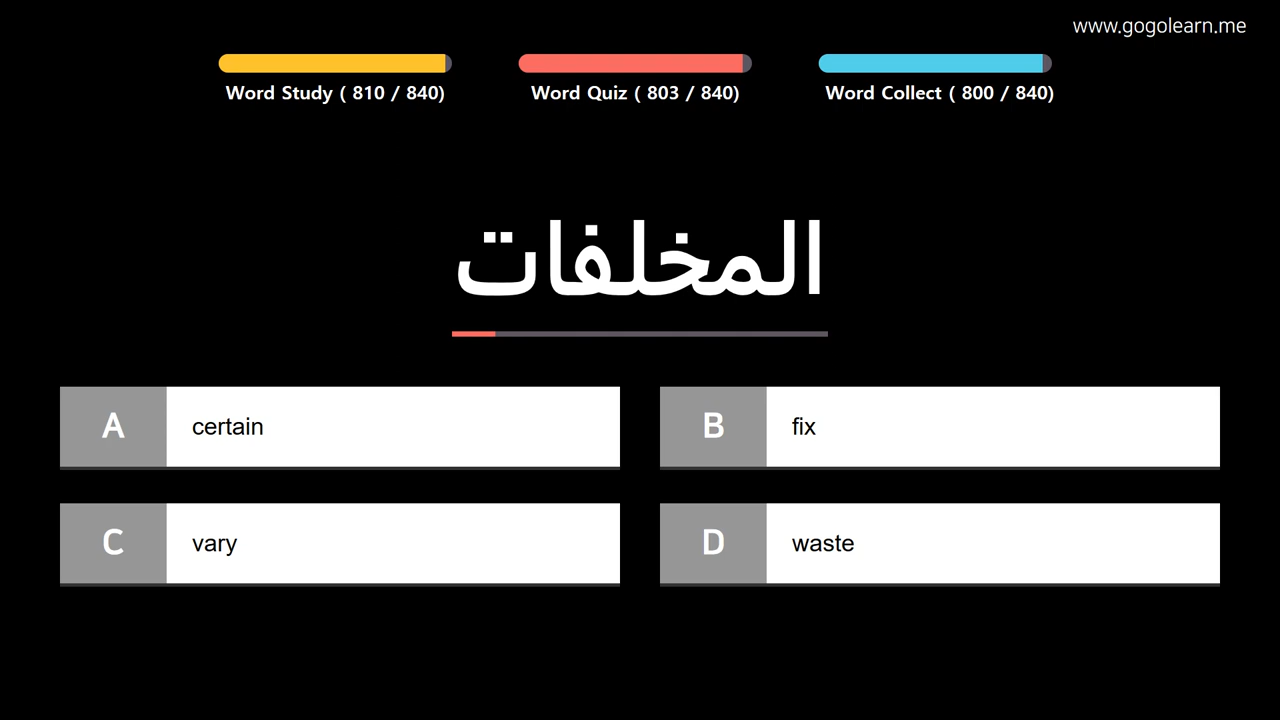 www.gogolearn.me
Word Study ( 810 / 840)
Word Quiz ( 803 / 840)
Word Collect ( 800 / 840)
المخلفات
A certain
B fix
C vary
D waste